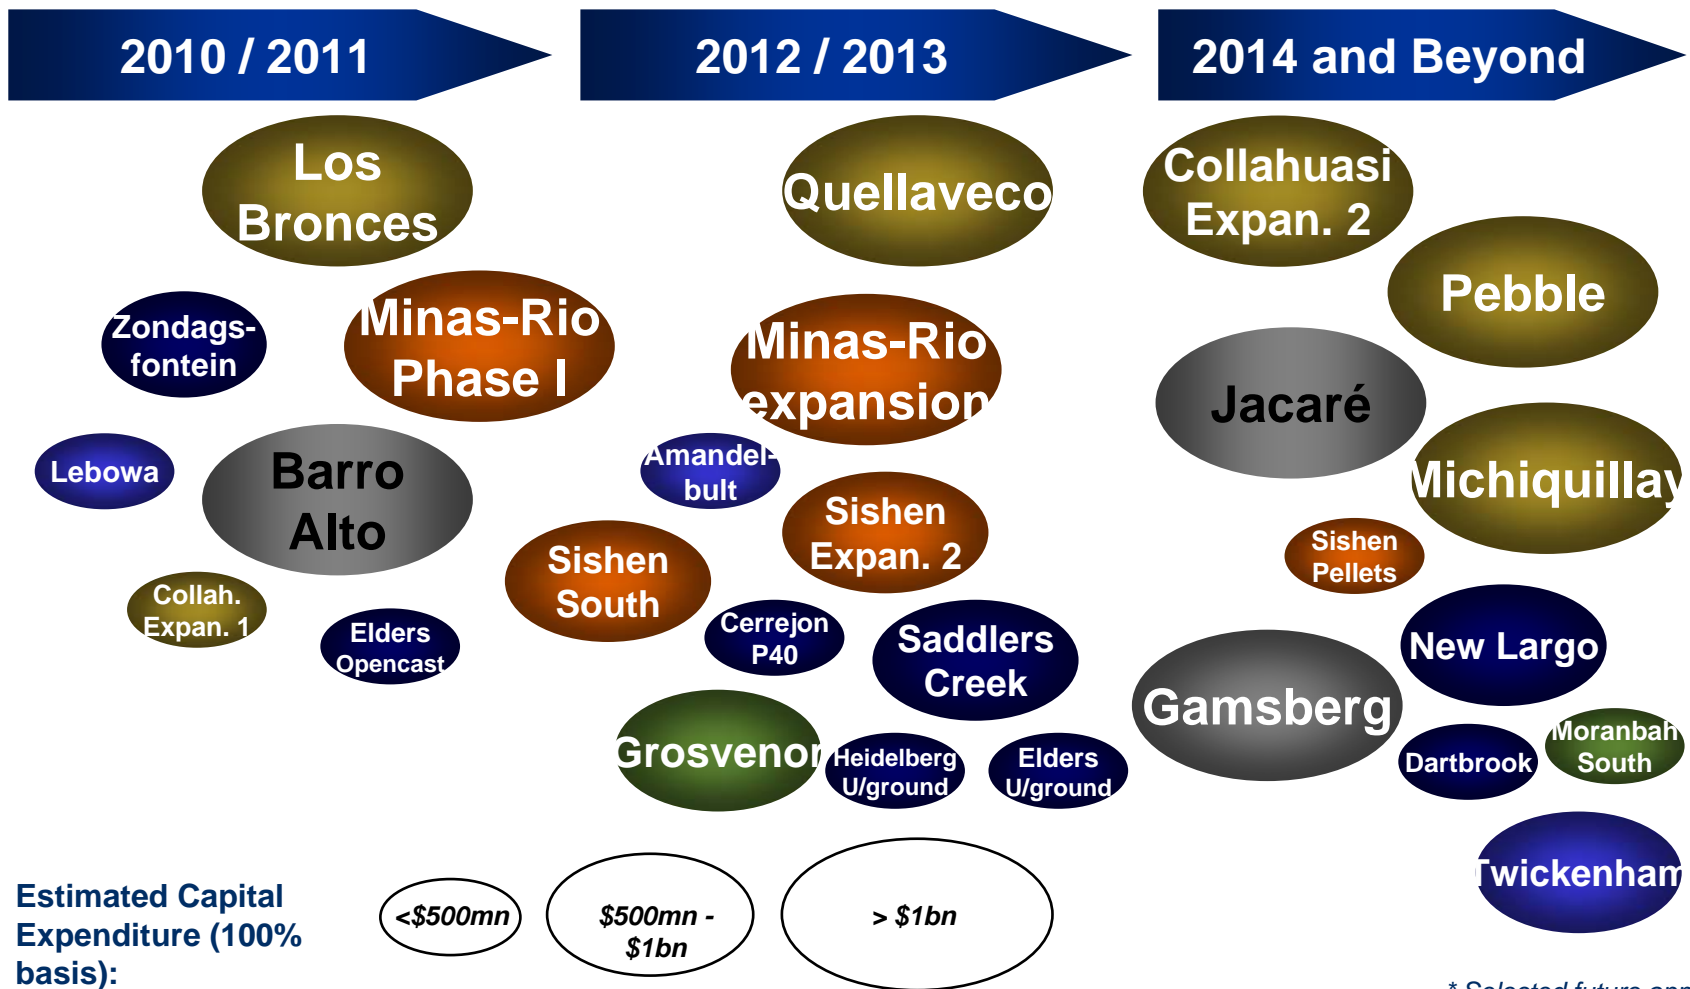 2010 / 2011
2012 / 2013
2014 and Beyond
Los
Bronces
Quellaveco
Collahuasi
Expan. 2
Pebble
Zondags-
fontein
Minas-Rio
Phase I
Minas-Rio
expansion
Jacaré
Lebowa
Barro
Alto
Amandel-
bult
Michiquillay
Sishen
South
Sishen
Expan. 2
Sishen
Pellets
Collah.
Expan. 1
Elders
Opencast
Cerrejon
P40
Saddlers
Creek
New Largo
Gamsberg
Grosvenor
Heidelberg
U/ground
Elders
U/ground
Dartbrook
Moranbah
South
Twickenham
Estimated Capital
Expenditure (100%
basis):
<$500mn
$500mn -
$1bn
> $1bn
* Selected future